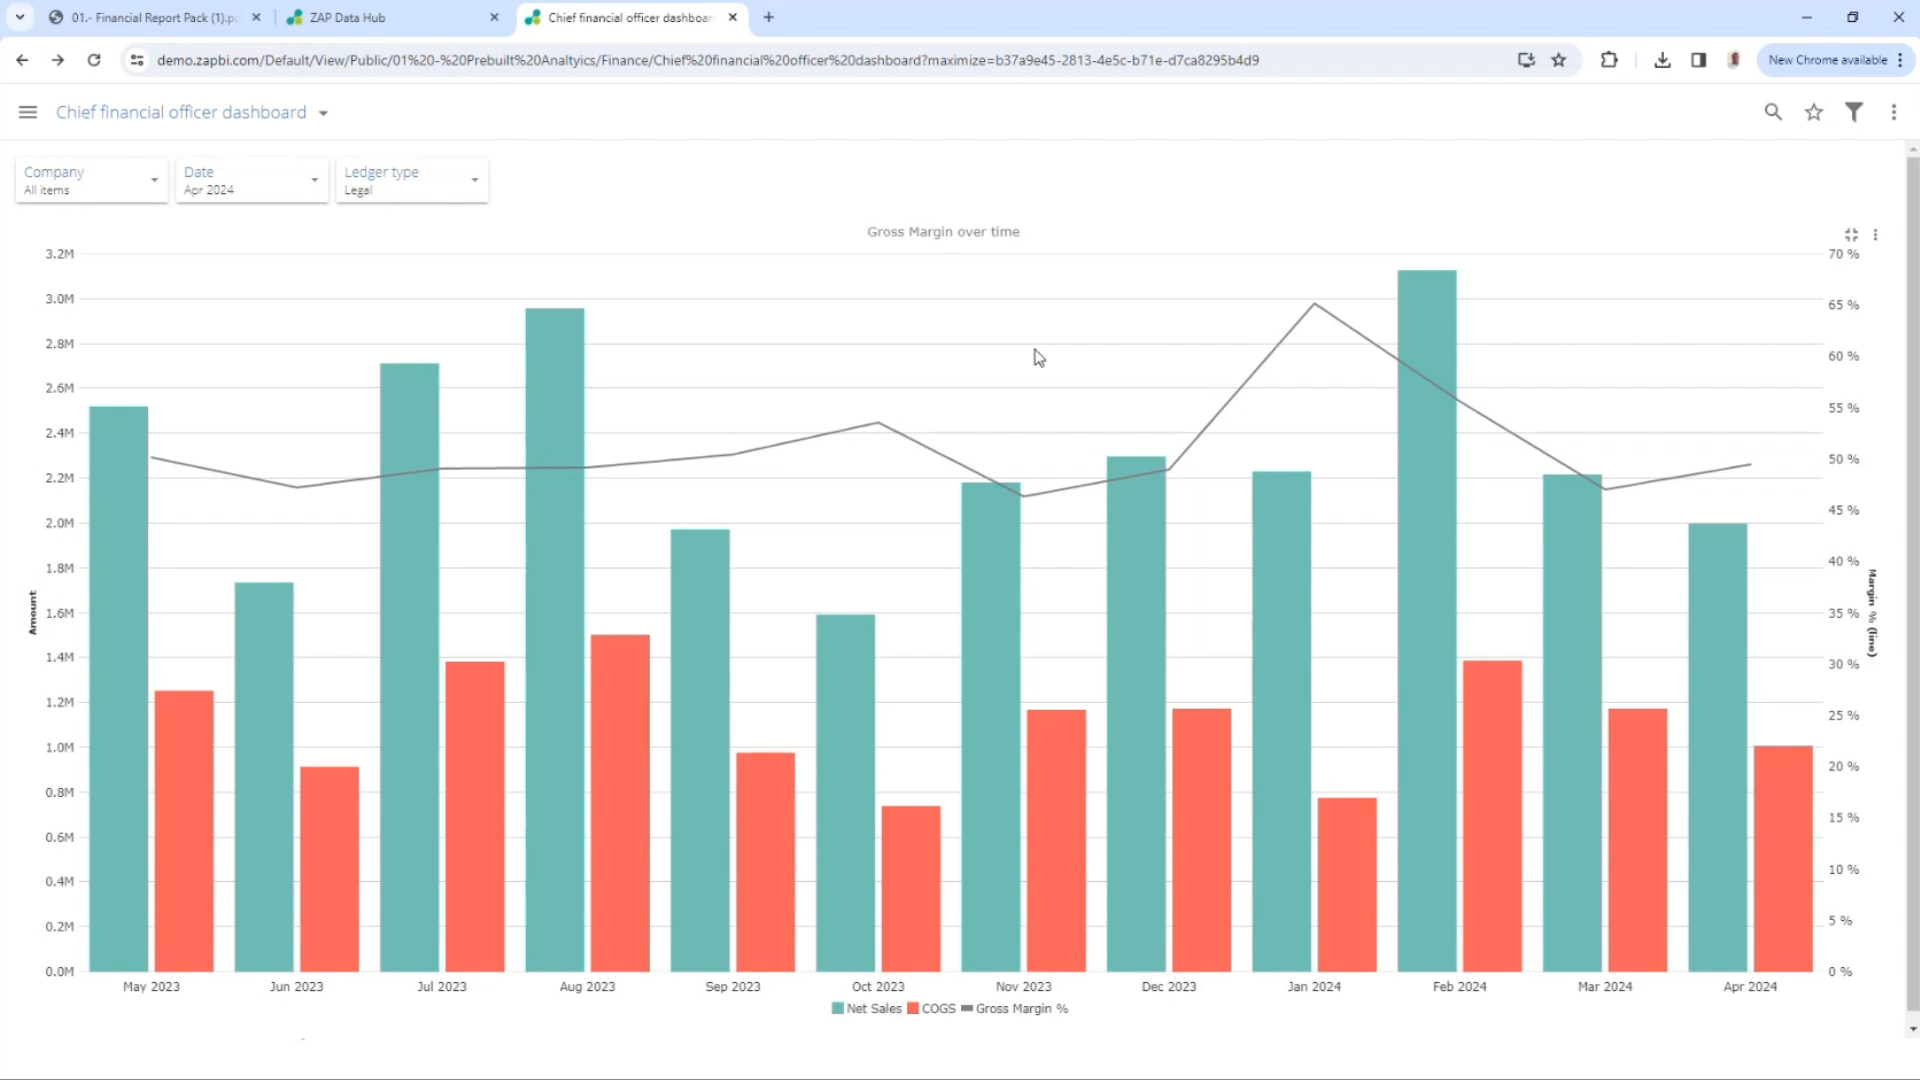 01.- Financial Report Pack (1).p
ZAP Data Hub
Chief financial officer dashboar
demo.zapbi.com/Default/View/Public/01%20-%20Prebuilt%20Analtyics/Finance/Chief%20financial%20officer%20dashboard?maximize=b37a9e45-2813-4e5c-b71e-d7ca8295b4d9
New Chrome available
Chief financial officer dashboard
Company
All items
Date
Apr 2024
Ledger type
Legal
Gross Margin over time
3.2M
3.0M
2.8M
2.6M
2.4M
2.2M
2.0M
1.8M
1.6M
1.4M
1.2M
1.0M
0.8M
0.6M
0.4M
0.2M
0.0M
Amount
70 %
65 %
60 %
55 %
50 %
45 %
40 %
35 %
30 %
25 %
20 %
15 %
10 %
5 %
0 %
Margin % (line)
May 2023
Jun 2023
Jul 2023
Aug 2023
Sep 2023
Oct 2023
Nov 2023
Dec 2023
Jan 2024
Feb 2024
Mar 2024
Apr 2024
Net Sales COGS Gross Margin %